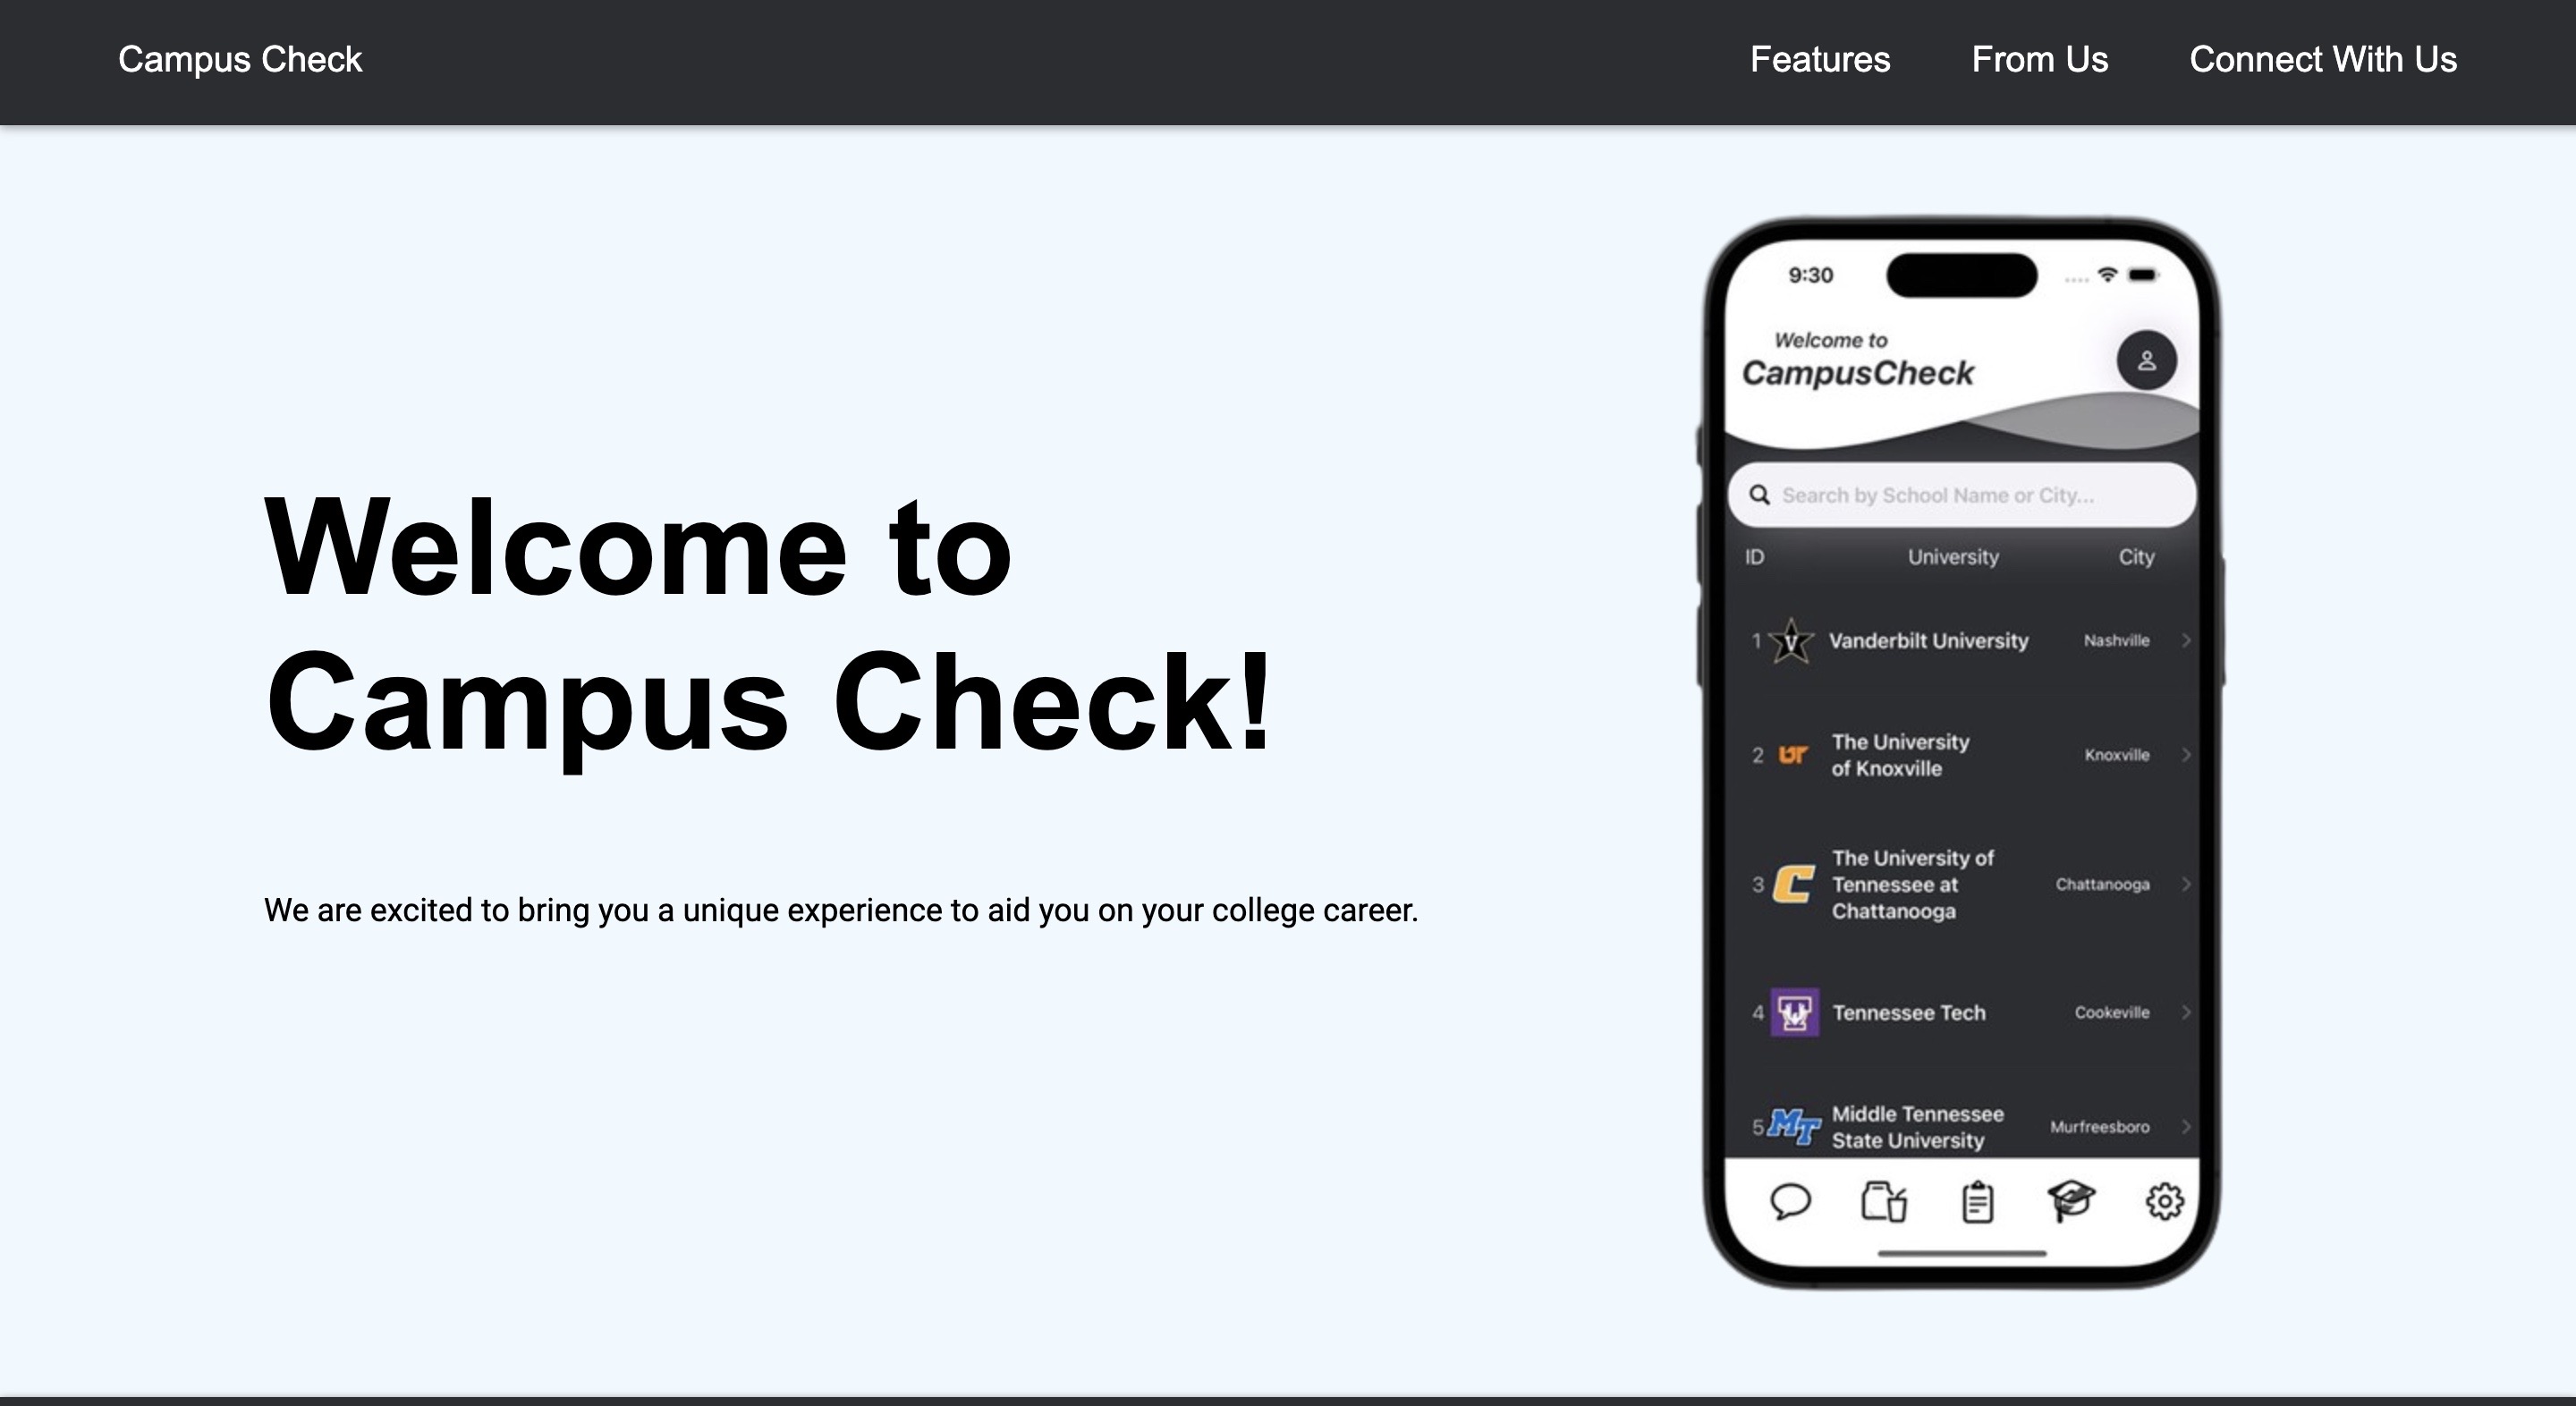 Campus Check
Features
From Us
Connect With Us
Welcome to
Campus Check!
We are excited to bring you a unique experience to aid you on your college career.
9:30
Welcome to
CampusCheck
Search by School Name or City...
ID University City
1 V Vanderbilt University Nashville
2 UT The University
of Knoxville Knoxville
3 C The University of
Tennessee at
Chattanooga Chattanooga
4 Tennessee Tech Cookeville
5 MT Middle Tennessee
State University Murfreesboro